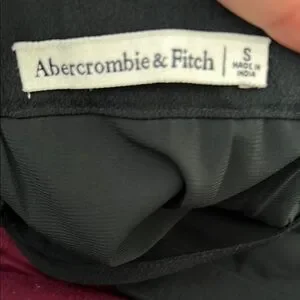 Abercrombie & Fitch
S
MADE IN
INDIA